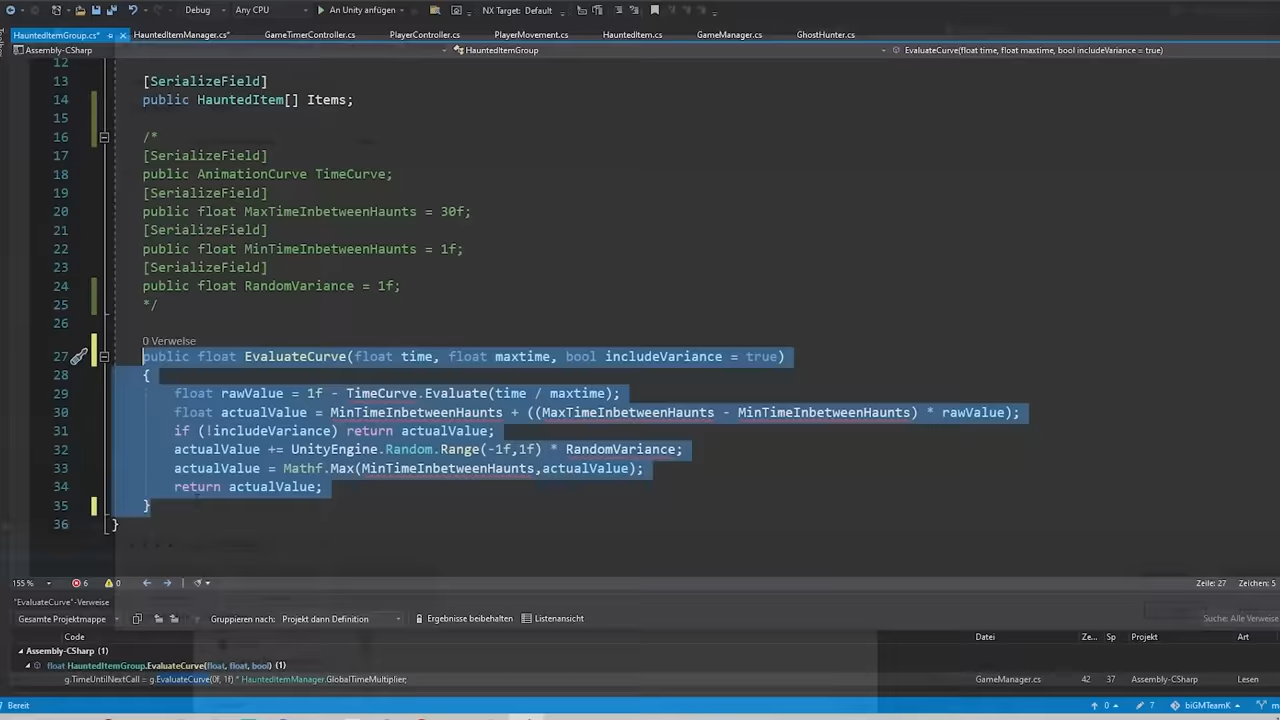 Debug Any CPU An Unity anfügen NX Target: Default
HauntedItemGroup.cs* HauntedItemManager.cs* GameTimerController.cs PlayerController.cs PlayerMovement.cs HauntedItem.cs GameManager.cs GhostHunter.cs
Assembly-CSharp HauntedItemGroup EvaluateCurve(float time, float maxtime, bool includeVariance = true)
12
13 [SerializeField]
14 public HauntedItem[] Items;
15
16 /*
17 [SerializeField]
18 public AnimationCurve TimeCurve;
19 [SerializeField]
20 public float MaxTimeInbetweenHaunts = 30f;
21 [SerializeField]
22 public float MinTimeInbetweenHaunts = 1f;
23 [SerializeField]
24 public float RandomVariance = 1f;
25 */
26
0 Verweise
27 public float EvaluateCurve(float time, float maxtime, bool includeVariance = true)
28 {
29 float rawValue = 1f - TimeCurve.Evaluate(time / maxtime);
30 float actualValue = MinTimeInbetweenHaunts + ((MaxTimeInbetweenHaunts - MinTimeInbetweenHaunts) * rawValue);
31 if (!includeVariance) return actualValue;
32 actualValue += UnityEngine.Random.Range(-1f,1f) * RandomVariance;
33 actualValue = Mathf.Max(MinTimeInbetweenHaunts,actualValue);
34 return actualValue;
35 }
36 }
155 % 6 0 Zeile: 27 Zeichen: 5
"EvaluateCurve"-Verweise
Gesamte Projektmappe Gruppieren nach: Projekt dann Definition Ergebnisse beibehalten Listenansicht Suche: Alle Verweise
Code Datei Ze... Sp Projekt Art
Assembly-CSharp (1)
float HauntedItemGroup.EvaluateCurve(float, float, bool) (1)
g.TimeUntilNextCall = g.EvaluateCurve(0f, 1f) * HauntedItemManager.GlobalTimeMultiplier; GameManager.cs 42 37 Assembly-CSharp Lesen
Bereit 0 7 biGMTeamK